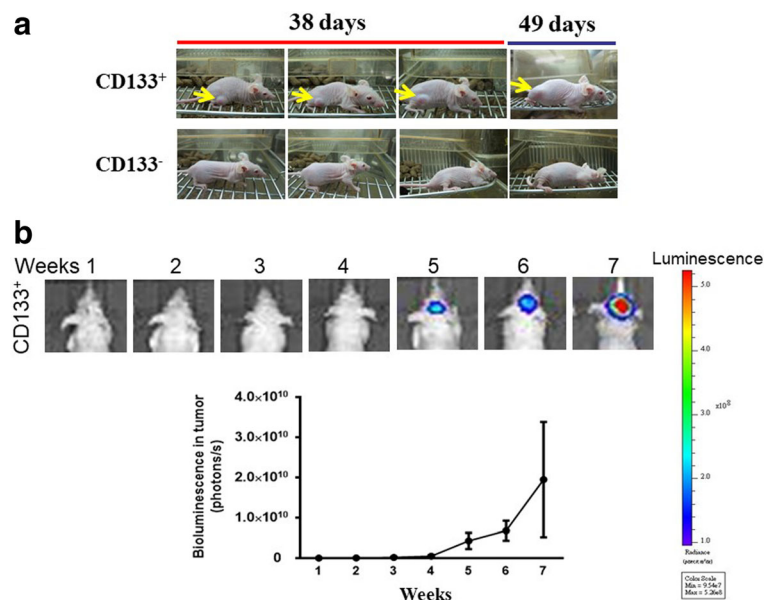 a
38 days
49 days
CD133+
CD133-
b
Weeks 1 2 3 4 5 6 7
Luminescence
CD133+
5.0
4.0
3.0
x10⁸
2.0
1.0
Radiance
Color Scale
Min = 9.54e7
Max = 5.26e8
Bioluminescence in tumor
(photons/s)
4.0×10¹⁰
3.0×10¹⁰
2.0×10¹⁰
1.0×10¹⁰
0
1 2 3 4 5 6 7
Weeks